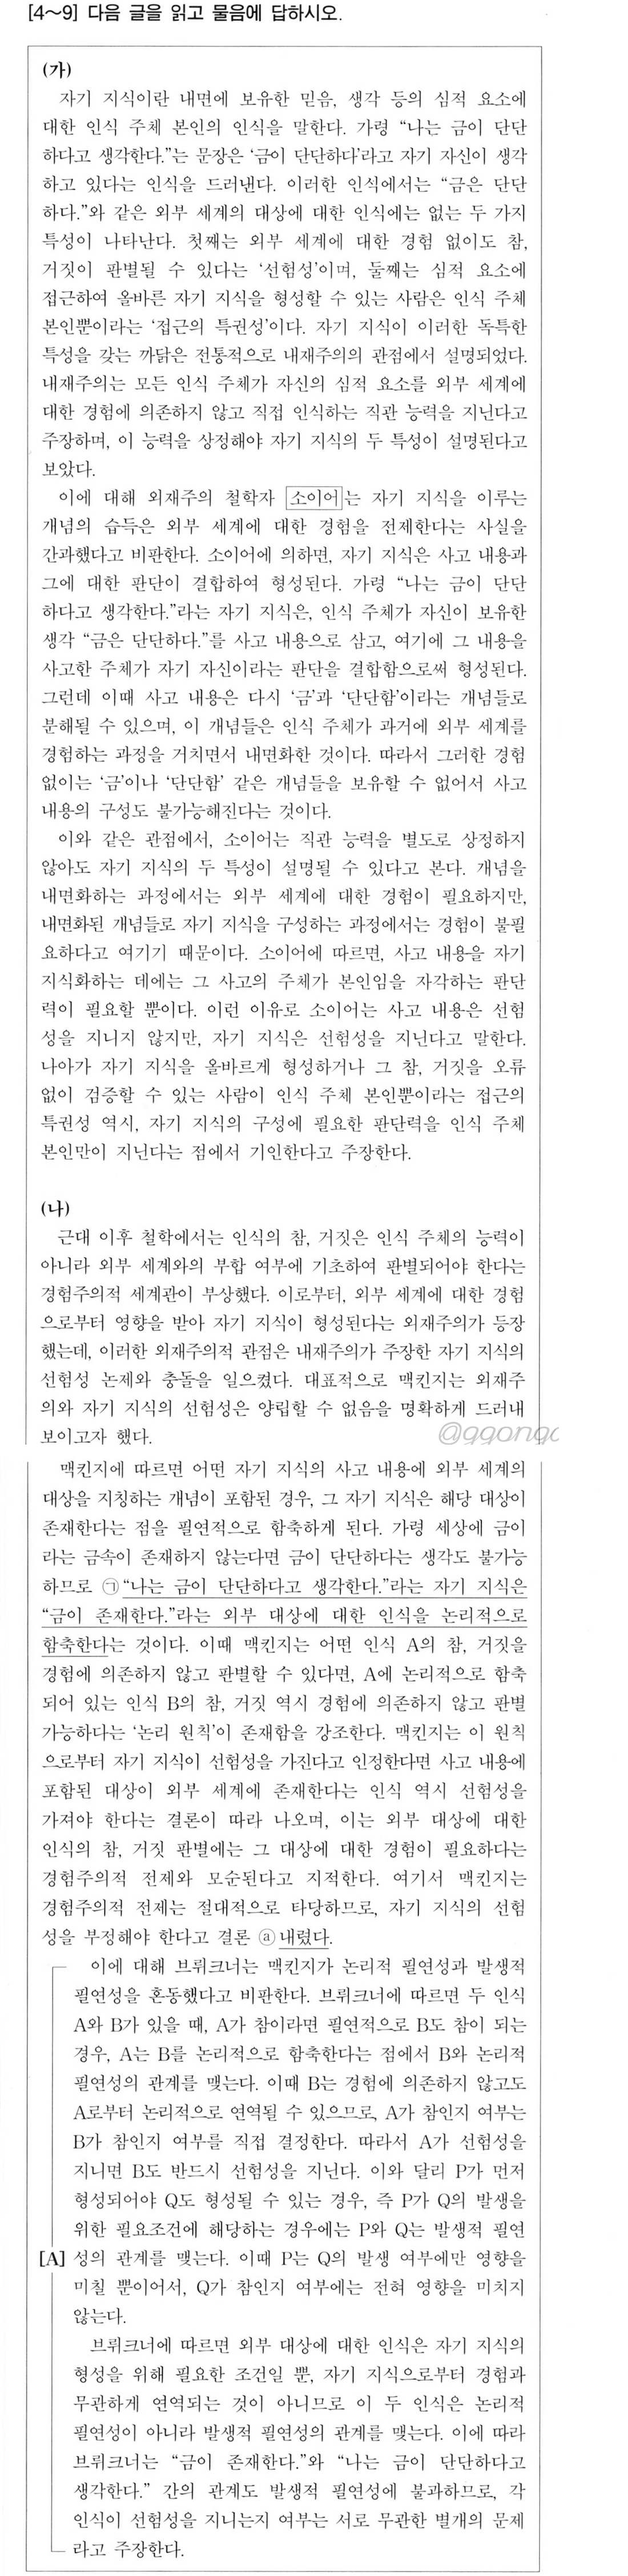 [4~9] 다음 글을 읽고 물음에 답하시오.
(가)
자기 지식이란 내면에 보유한 믿음, 생각 등의 심적 요소에
대한 인식 주체 본인의 인식을 말한다. 가령 “나는 금이 단단
하다고 생각한다.”는 문장은 ‘금이 단단하다’라고 자기 자신이 생각
하고 있다는 인식을 드러낸다. 이러한 인식에서는 “금은 단단
하다.”와 같은 외부 세계의 대상에 대한 인식에는 없는 두 가지
특성이 나타난다. 첫째는 외부 세계에 대한 경험 없이도 참,
거짓이 판별될 수 있다는 ‘선험성’이며, 둘째는 심적 요소에
접근하여 올바른 자기 지식을 형성할 수 있는 사람은 인식 주체
본인뿐이라는 ‘접근의 특권성’이다. 자기 지식이 이러한 독특한
특성을 갖는 까닭은 전통적으로 내재주의의 관점에서 설명되었다.
내재주의는 모든 인식 주체가 자신의 심적 요소를 외부 세계에
대한 경험에 의존하지 않고 직접 인식하는 직관 능력을 지닌다고
주장하며, 이 능력을 상정해야 자기 지식의 두 특성이 설명된다고
보았다.
이에 대해 외재주의 철학자 소이어는 자기 지식을 이루는
개념의 습득은 외부 세계에 대한 경험을 전제한다는 사실을
간과했다고 비판한다. 소이어에 의하면, 자기 지식은 사고 내용과
그에 대한 판단이 결합하여 형성된다. 가령 “나는 금이 단단
하다고 생각한다.”라는 자기 지식은, 인식 주체가 자신이 보유한
생각 “금은 단단하다.”를 사고 내용으로 삼고, 여기에 그 내용을
사고한 주체가 자기 자신이라는 판단을 결합함으로써 형성된다.
그런데 이때 사고 내용은 다시 ‘금’과 ‘단단함’이라는 개념들로
분해될 수 있으며, 이 개념들은 인식 주체가 과거에 외부 세계를
경험하는 과정을 거치면서 내면화한 것이다. 따라서 그러한 경험
없이는 ‘금’이나 ‘단단함’ 같은 개념들을 보유할 수 없어서 사고
내용의 구성도 불가능해진다는 것이다.
이와 같은 관점에서, 소이어는 직관 능력을 별도로 상정하지
않아도 자기 지식의 두 특성이 설명될 수 있다고 본다. 개념을
내면화하는 과정에서는 외부 세계에 대한 경험이 필요하지만,
내면화된 개념들로 자기 지식을 구성하는 과정에서는 경험이 불필
요하다고 여기기 때문이다. 소이어에 따르면, 사고 내용을 자기
지식화하는 데에는 그 사고의 주체가 본인임을 자각하는 판단
력이 필요할 뿐이다. 이런 이유로 소이어는 사고 내용은 선험
성을 지니지 않지만, 자기 지식은 선험성을 지닌다고 말한다.
나아가 자기 지식을 올바르게 형성하거나 그 참, 거짓을 오류
없이 검증할 수 있는 사람이 인식 주체 본인뿐이라는 접근의
특권성 역시, 자기 지식의 구성에 필요한 판단력을 인식 주체
본인만이 지닌다는 점에서 기인한다고 주장한다.
(나)
근대 이후 철학에서는 인식의 참, 거짓은 인식 주체의 능력이
아니라 외부 세계와의 부합 여부에 기초하여 판별되어야 한다는
경험주의적 세계관이 부상했다. 이로부터, 외부 세계에 대한 경험
으로부터 영향을 받아 자기 지식이 형성된다는 외재주의가 등장
했는데, 이러한 외재주의적 관점은 내재주의가 주장한 자기 지식의
선험성 논제와 충돌을 일으켰다. 대표적으로 맥킨지는 외재주
의와 자기 지식의 선험성은 양립할 수 없음을 명확하게 드러내
보이고자 했다.
@ggongc
맥킨지에 따르면 어떤 자기 지식의 사고 내용에 외부 세계의
대상을 지칭하는 개념이 포함된 경우, 그 자기 지식은 해당 대상이
존재한다는 점을 필연적으로 함축하게 된다. 가령 세상에 금이
라는 금속이 존재하지 않는다면 금이 단단하다는 생각도 불가능
하므로 ㉠“나는 금이 단단하다고 생각한다.”라는 자기 지식은
“금이 존재한다.”라는 외부 대상에 대한 인식을 논리적으로
함축한다는 것이다. 이때 맥킨지는 어떤 인식 A의 참, 거짓을
경험에 의존하지 않고 판별할 수 있다면, A에 논리적으로 함축
되어 있는 인식 B의 참, 거짓 역시 경험에 의존하지 않고 판별
가능하다는 ‘논리 원칙’이 존재함을 강조한다. 맥킨지는 이 원칙
으로부터 자기 지식이 선험성을 가진다고 인정한다면 사고 내용에
포함된 대상이 외부 세계에 존재한다는 인식 역시 선험성을
가져야 한다는 결론이 따라 나오며, 이는 외부 대상에 대한
인식의 참, 거짓 판별에는 그 대상에 대한 경험이 필요하다는
경험주의적 전제와 모순된다고 지적한다. 여기서 맥킨지는
경험주의적 전제는 절대적으로 타당하므로, 자기 지식의 선험
성을 부정해야 한다고 결론 ⓐ내렸다.
이에 대해 브뤼크너는 맥킨지가 논리적 필연성과 발생적
필연성을 혼동했다고 비판한다. 브뤼크너에 따르면 두 인식
A와 B가 있을 때, A가 참이라면 필연적으로 B도 참이 되는
경우, A는 B를 논리적으로 함축한다는 점에서 B와 논리적
필연성의 관계를 맺는다. 이때 B는 경험에 의존하지 않고도
A로부터 논리적으로 연역될 수 있으므로, A가 참인지 여부는
B가 참인지 여부를 직접 결정한다. 따라서 A가 선험성을
지니면 B도 반드시 선험성을 지닌다. 이와 달리 P가 먼저
형성되어야 Q도 형성될 수 있는 경우, 즉 P가 Q의 발생을
위한 필요조건에 해당하는 경우에는 P와 Q는 발생적 필연
[A] 성의 관계를 맺는다. 이때 P는 Q의 발생 여부에만 영향을
미칠 뿐이어서, Q가 참인지 여부에는 전혀 영향을 미치지
않는다.
브뤼크너에 따르면 외부 대상에 대한 인식은 자기 지식의
형성을 위해 필요한 조건일 뿐, 자기 지식으로부터 경험과
무관하게 연역되는 것이 아니므로 이 두 인식은 논리적
필연성이 아니라 발생적 필연성의 관계를 맺는다. 이에 따라
브뤼크너는 “금이 존재한다.”와 “나는 금이 단단하다고
생각한다.” 간의 관계도 발생적 필연성에 불과하므로, 각
인식이 선험성을 지니는지 여부는 서로 무관한 별개의 문제
라고 주장한다.